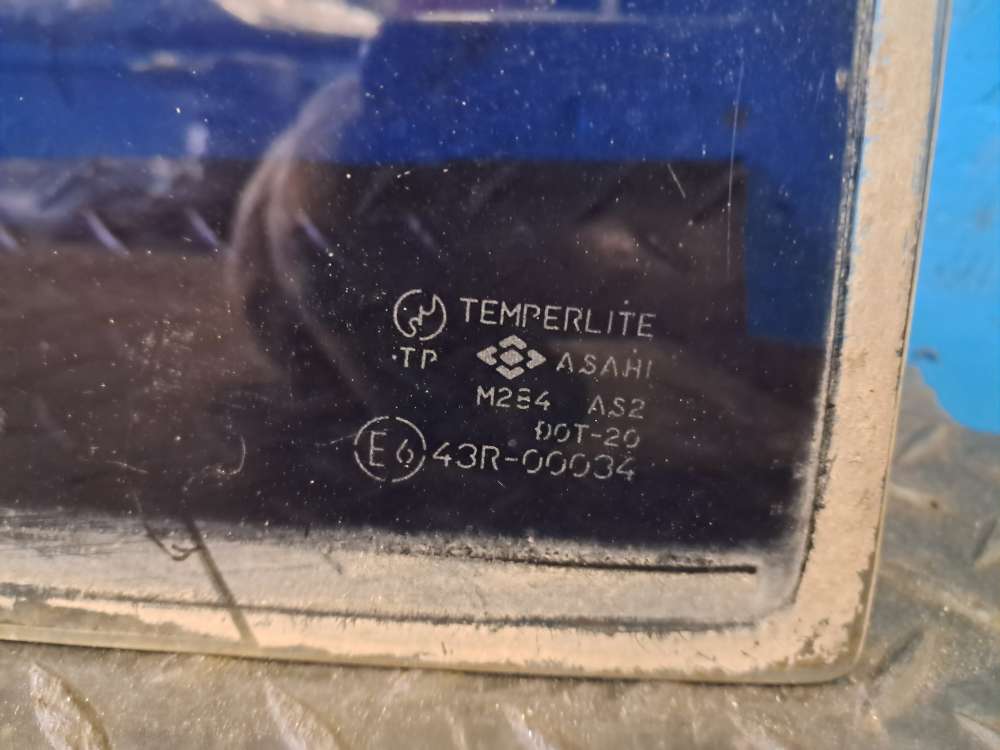 TEMPERLITE
TP ASAHI
M284 AS2
DOT-20
E6 43R-00034